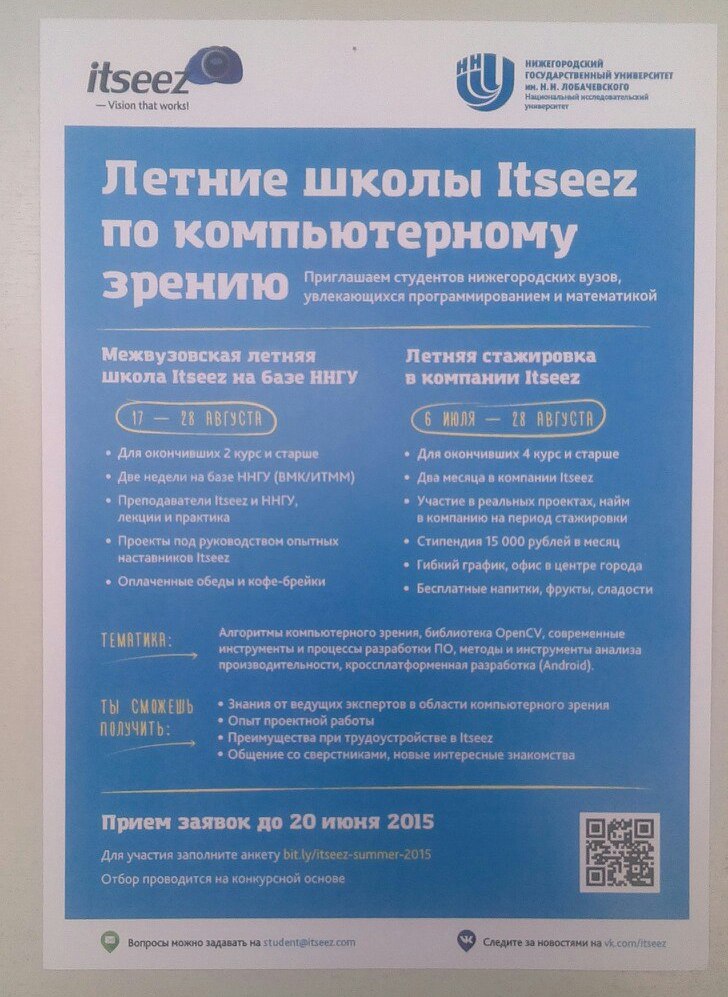 itseez
— Vision that works!
ННГУ
НИЖЕГОРОДСКИЙ
ГОСУДАРСТВЕННЫЙ УНИВЕРСИТЕТ
им. Н.И. ЛОБАЧЕВСКОГО
Национальный исследовательский
университет
Летние школы Itseez
по компьютерному
зрению
Приглашаем студентов нижегородских вузов,
увлекающихся программированием и математикой
Межвузовская летняя
школа Itseez на базе ННГУ
17 — 28 АВГУСТА
• Для окончивших 2 курс и старше
• Две недели на базе ННГУ (ВМК/ИТММ)
• Преподаватели Itseez и ННГУ,
лекции и практика
• Проекты под руководством опытных
наставников Itseez
• Оплаченные обеды и кофе-брейки
Летняя стажировка
в компании Itseez
6 ИЮЛЯ — 28 АВГУСТА
• Для окончивших 4 курс и старше
• Два месяца в компании Itseez
• Участие в реальных проектах, найм
в компанию на период стажировки
• Стипендия 15 000 рублей в месяц
• Гибкий график, офис в центре города
• Бесплатные напитки, фрукты, сладости
ТЕМАТИКА:
Алгоритмы компьютерного зрения, библиотека OpenCV, современные
инструменты и процессы разработки ПО, методы и инструменты анализа
производительности, кроссплатформенная разработка (Android).
ТЫ СМОЖЕШЬ
ПОЛУЧИТЬ:
• Знания от ведущих экспертов в области компьютерного зрения
• Опыт проектной работы
• Преимущества при трудоустройстве в Itseez
• Общение со сверстниками, новые интересные знакомства
Прием заявок до 20 июня 2015
Для участия заполните анкету bit.ly/itseez-summer-2015
Отбор проводится на конкурсной основе
Вопросы можно задавать на student@itseez.com
Следите за новостями на vk.com/itseez